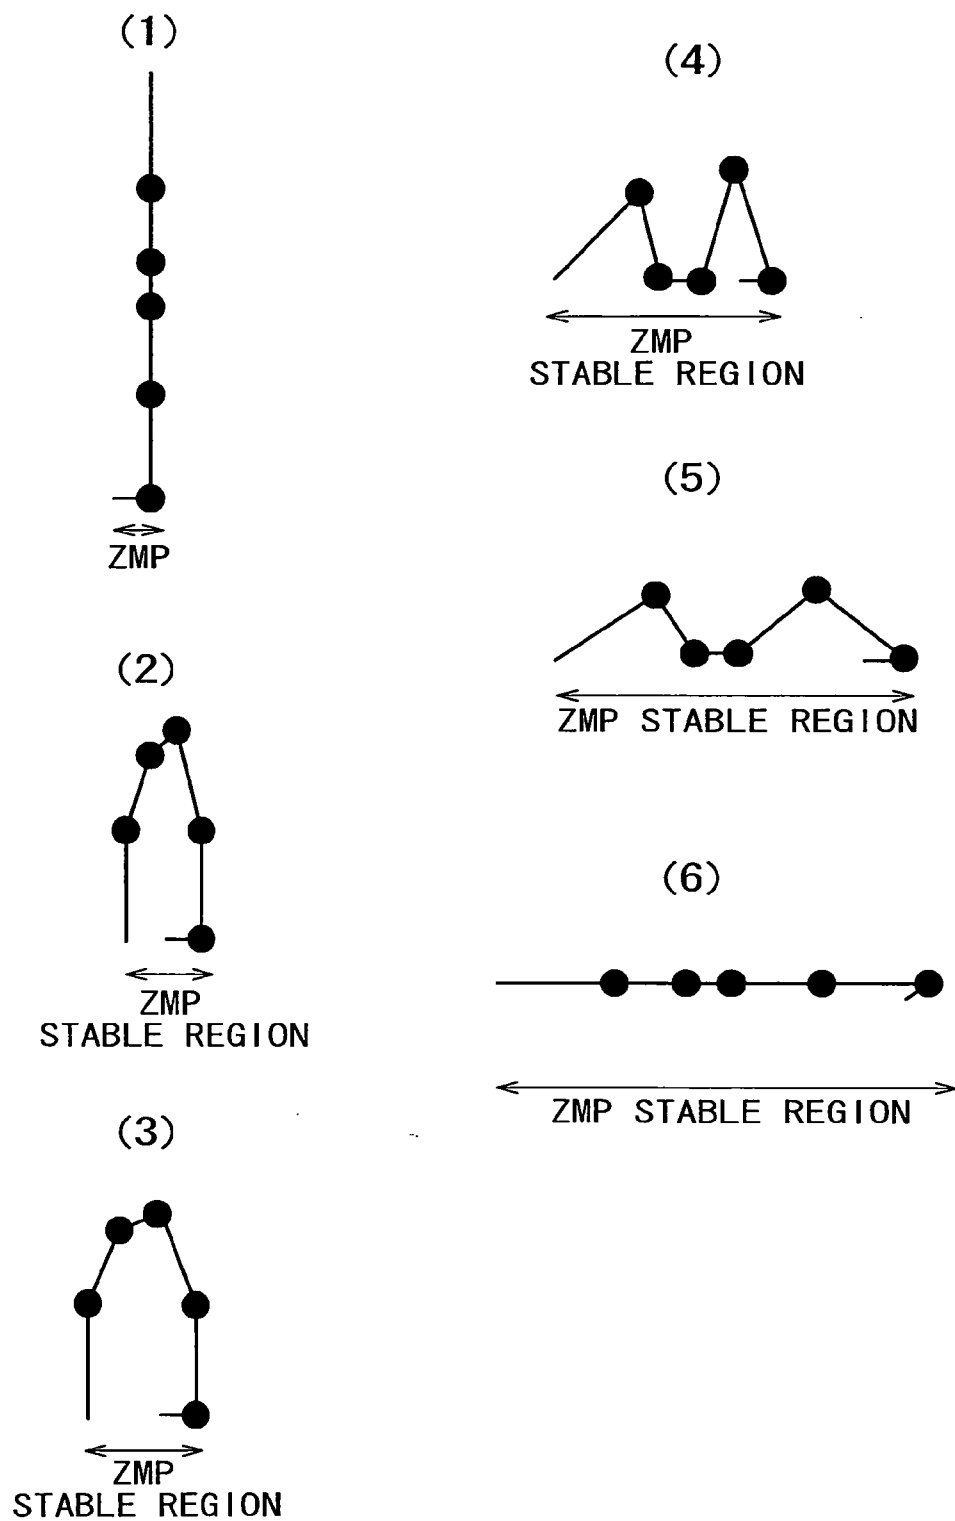 (1)
ZMP
(2)
ZMP
STABLE REGION
(3)
ZMP
STABLE REGION
(4)
ZMP
STABLE REGION
(5)
ZMP STABLE REGION
(6)
ZMP STABLE REGION